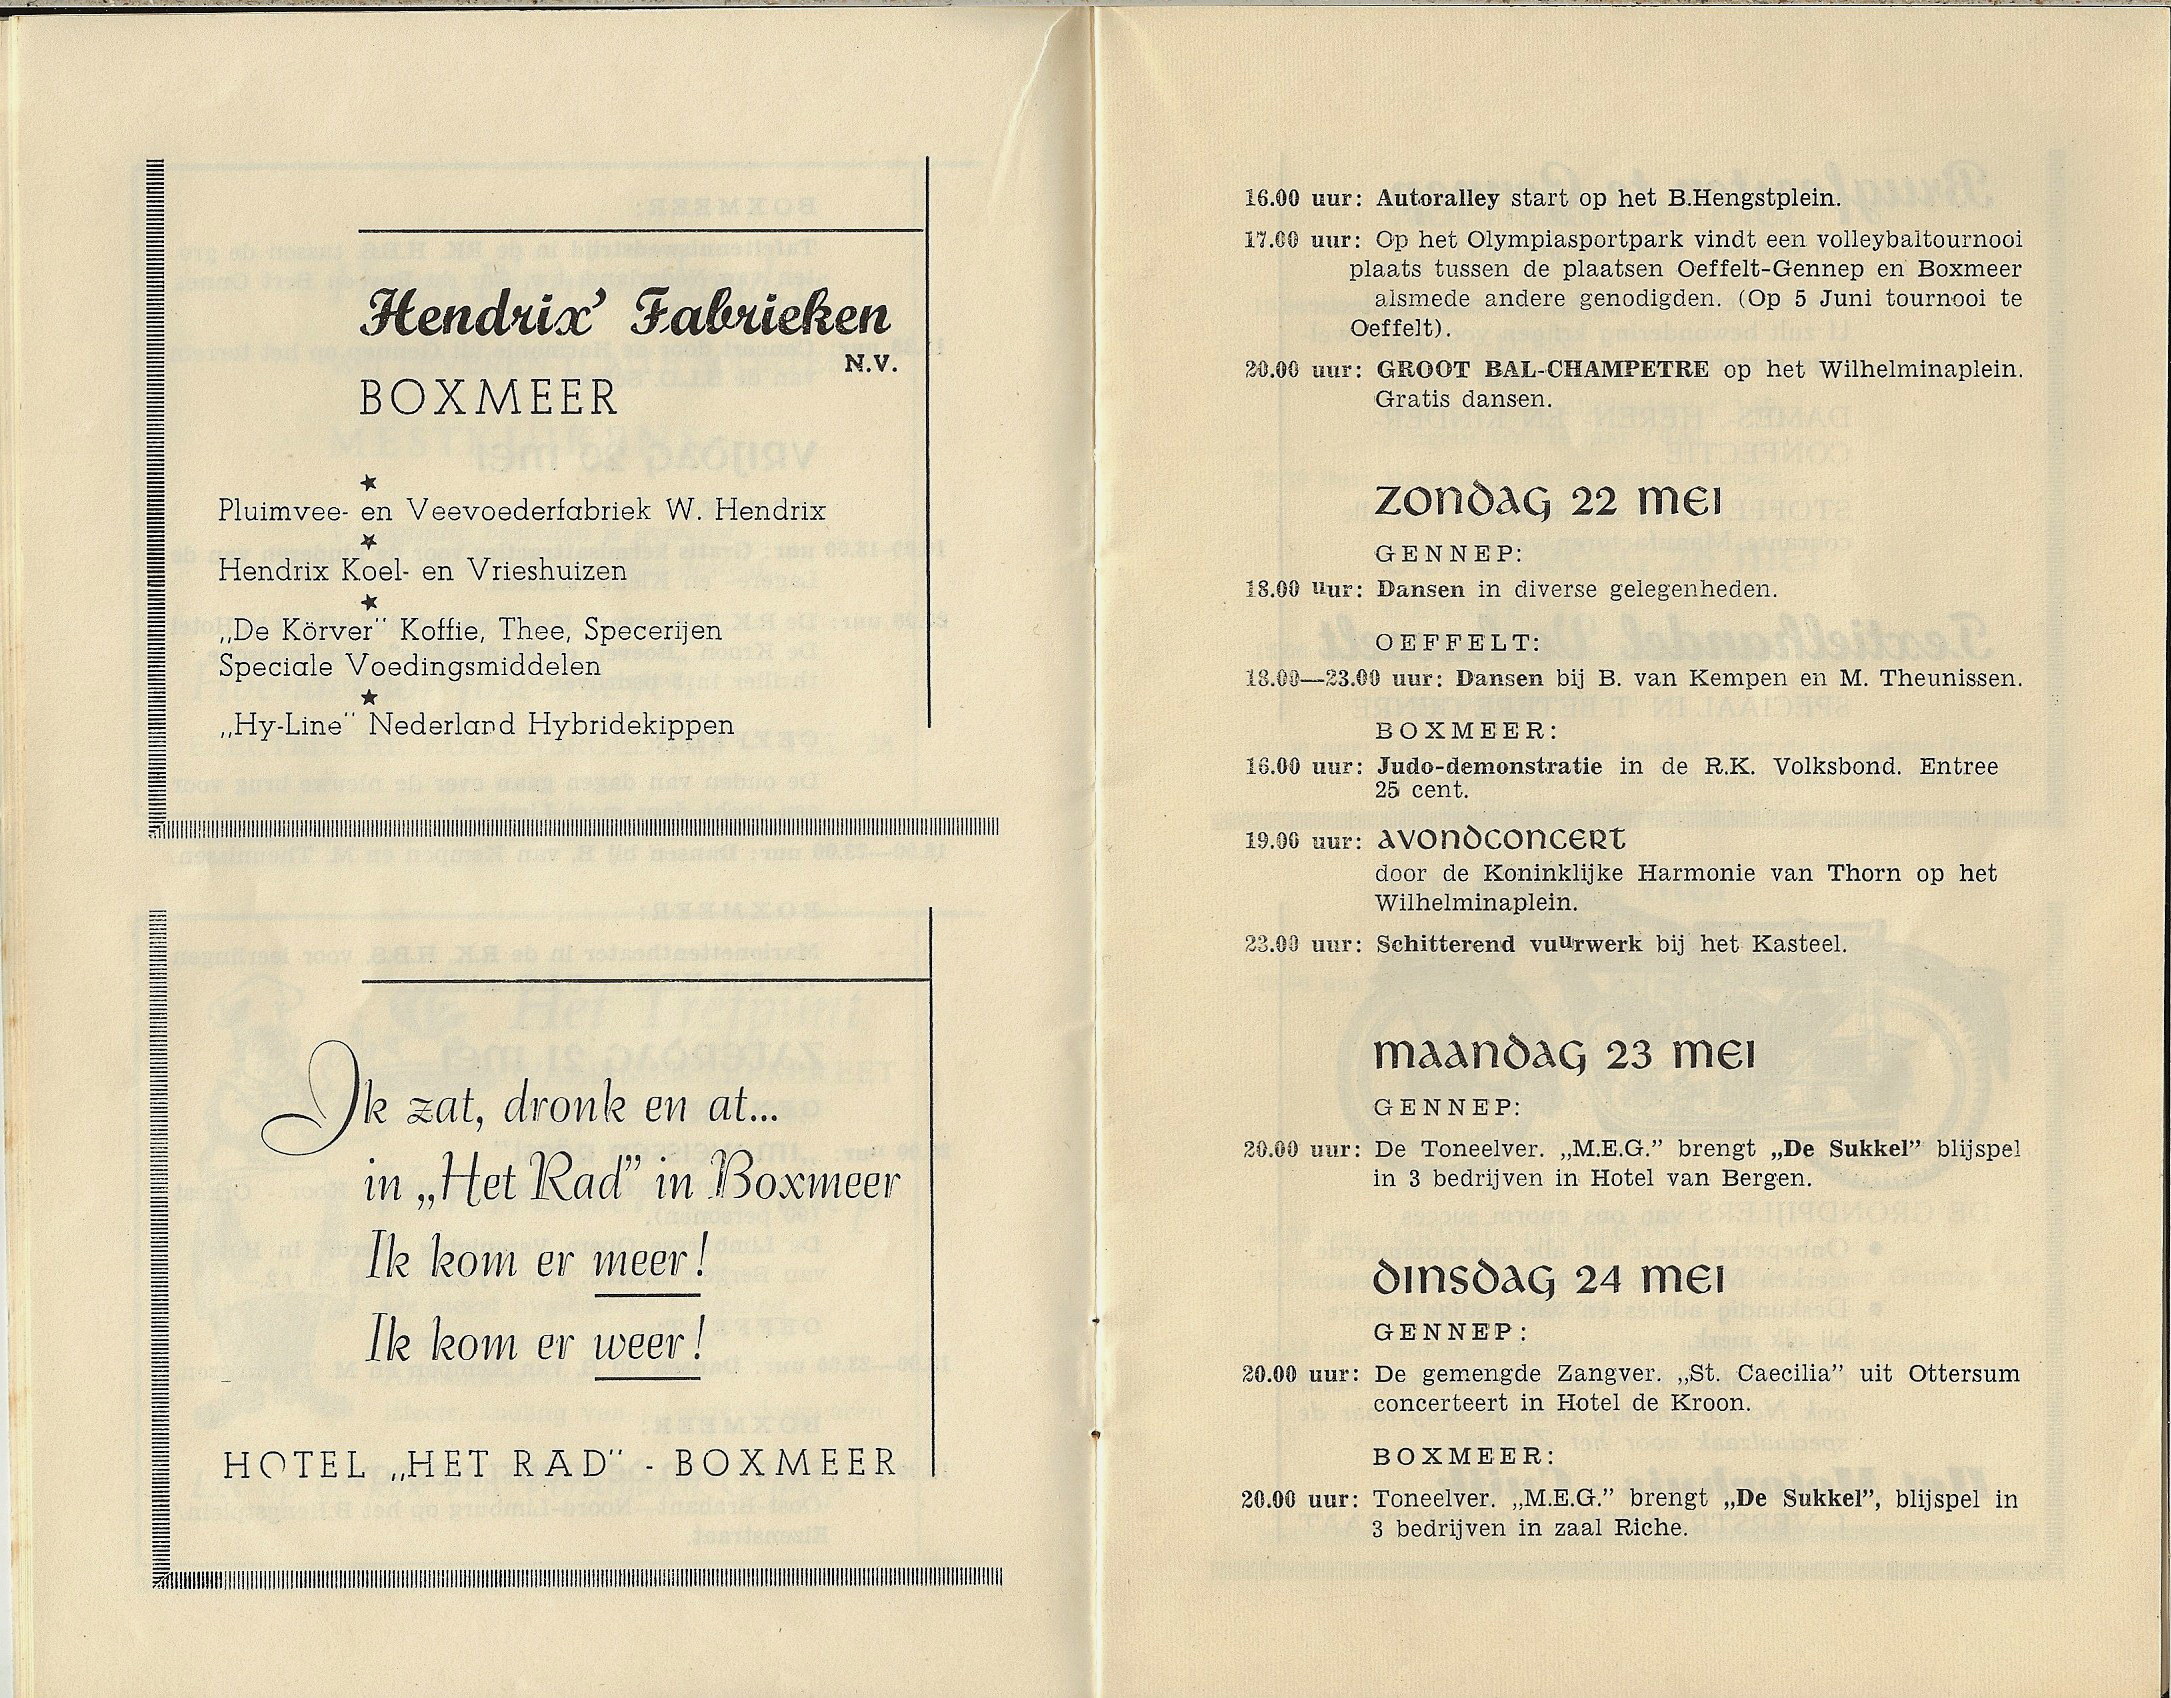 Hendrix' Fabrieken
N.V.
BOXMEER
Pluimvee- en Veevoederfabriek W. Hendrix
Hendrix Koel- en Vrieshuizen
„De Körver" Koffie, Thee, Specerijen
Speciale Voedingsmiddelen
„Hy-Line" Nederland Hybridekippen
Ik zat, dronk en at...
in „Het Rad" in Boxmeer
Ik kom er meer!
Ik kom er weer!
HOTEL „HET RAD" - BOXMEER
16.00 uur: Autoralley start op het B.Hengstplein.
17.00 uur: Op het Olympiasportpark vindt een volleybaltournooi
plaats tussen de plaatsen Oeffelt-Gennep en Boxmeer
alsmede andere genodigden. (Op 5 Juni tournooi te
Oeffelt).
20.00 uur: GROOT BAL-CHAMPETRE op het Wilhelminaplein.
Gratis dansen.
ZONDAG 22 MEI
GENNEP:
18.00 uur: Dansen in diverse gelegenheden.
OEFFELT:
18.00—23.00 uur: Dansen bij B. van Kempen en M. Theunissen.
BOXMEER:
16.00 uur: Judo-demonstratie in de R.K. Volksbond. Entree
25 cent.
19.00 uur: AVONDCONCERT
door de Koninklijke Harmonie van Thorn op het
Wilhelminaplein.
23.00 uur: Schitterend vuurwerk bij het Kasteel.
MAANDAG 23 MEI
GENNEP:
20.00 uur: De Toneelver. „M.E.G." brengt „De Sukkel" blijspel
in 3 bedrijven in Hotel van Bergen.
DINSDAG 24 MEI
GENNEP:
20.00 uur: De gemengde Zangver. „St. Caecilia" uit Ottersum
concerteert in Hotel de Kroon.
BOXMEER:
20.00 uur: Toneelver. „M.E.G." brengt „De Sukkel", blijspel in
3 bedrijven in zaal Riche.